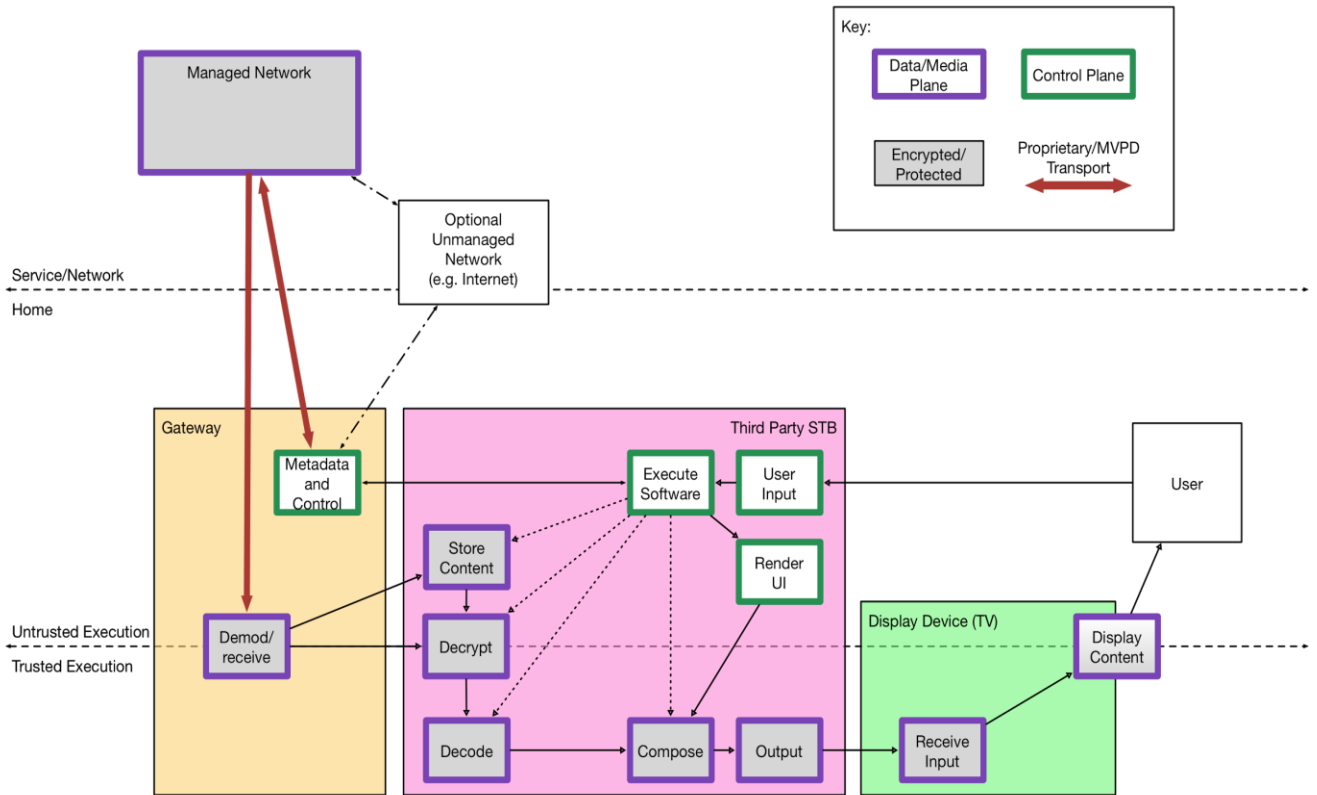 Key:
Managed Network
Data/Media
Plane
Control Plane
Encrypted/
Protected
Proprietary/MVPD
Transport
Optional
Unmanaged
Network
(e.g. Internet)
Service/Network
Home
Gateway
Third Party STB
Metadata
and
Control
Execute
Software
User
Input
User
Store
Content
Render
UI
Untrusted Execution
Trusted Execution
Demod/
receive
Decrypt
Display Device (TV)
Display
Content
Decode
Compose
Output
Receive
Input